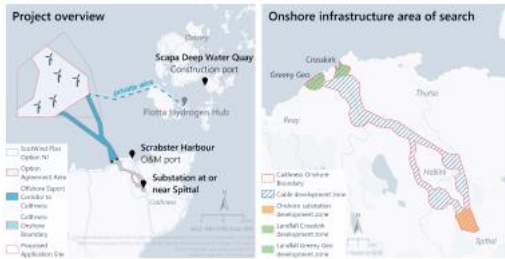 Project overview
Orkney
Scapa Deep Water Quay
Construction port
private wire
Flotta Hydrogen Hub
Scrabster Harbour
O&M port
Substation at or
near Spittal
Caithness
ScotWind Plan
Option N1
Option
Agreement Area
Offshore Export
Corridor to
Caithness
Caithness
Onshore
Boundary
Proposed
Application Site
Onshore infrastructure area of search
Crosskirk
Greeny Geo
Thurso
Reay
Halkirk
Spittal
Caithness Onshore
Boundary
Cable development zone
Onshore substation
development zone
Landfall Crosskirk
development zone
Landfall Greeny Geo
development zone